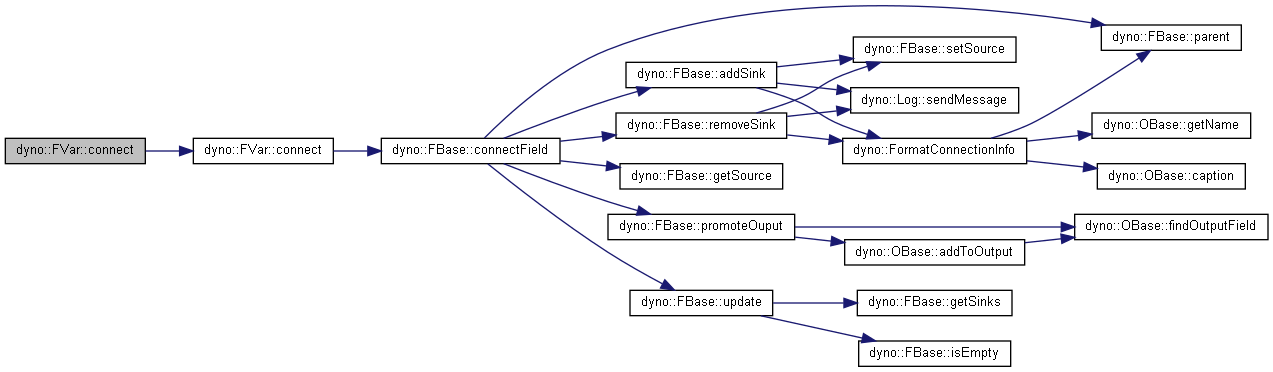 dyno::FVar::connect
dyno::FVar::connect
dyno::FBase::connectField
dyno::FBase::addSink
dyno::FBase::removeSink
dyno::FBase::getSource
dyno::FBase::promoteOuput
dyno::FBase::update
dyno::FBase::setSource
dyno::Log::sendMessage
dyno::FormatConnectionInfo
dyno::OBase::addToOutput
dyno::FBase::getSinks
dyno::FBase::isEmpty
dyno::FBase::parent
dyno::OBase::getName
dyno::OBase::caption
dyno::OBase::findOutputField